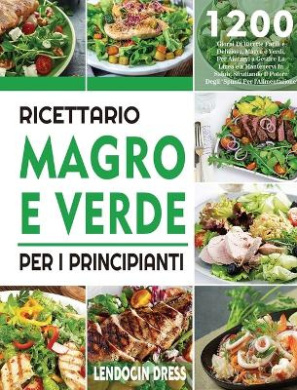 1200
Giorni Di Ricette Facili e
Deliziose, Magre e Verdi,
Per Aiutarti a Gestire La
Linea e a Mantenerti In
Salute, Sfruttando Il Potere
Degli "Spunti Per l'Alimentazione"
RICETTARIO
MAGRO
E VERDE
PER I PRINCIPIANTI
LENDOCIN DRESS